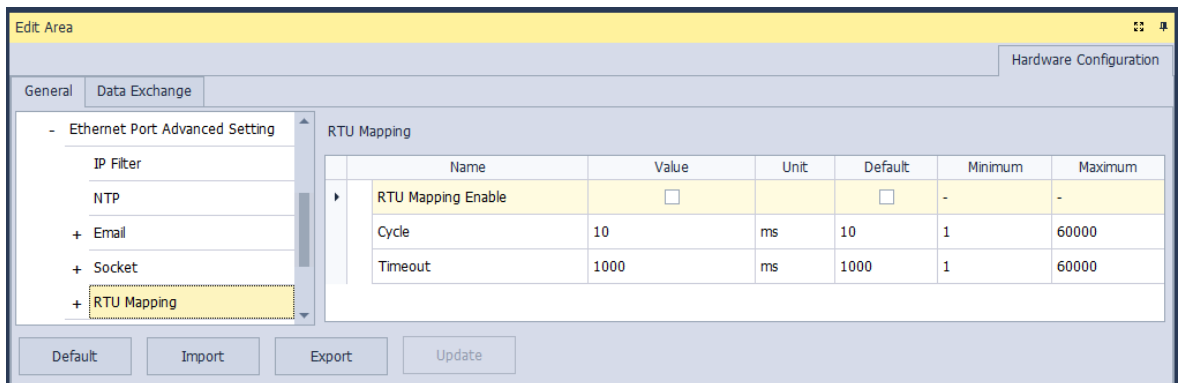 Edit Area
Hardware Configuration
General Data Exchange
- Ethernet Port Advanced Setting
IP Filter
NTP
+ Email
+ Socket
+ RTU Mapping
RTU Mapping
Name Value Unit Default Minimum Maximum
RTU Mapping Enable - -
Cycle 10 ms 10 1 60000
Timeout 1000 ms 1000 1 60000
Default Import Export Update